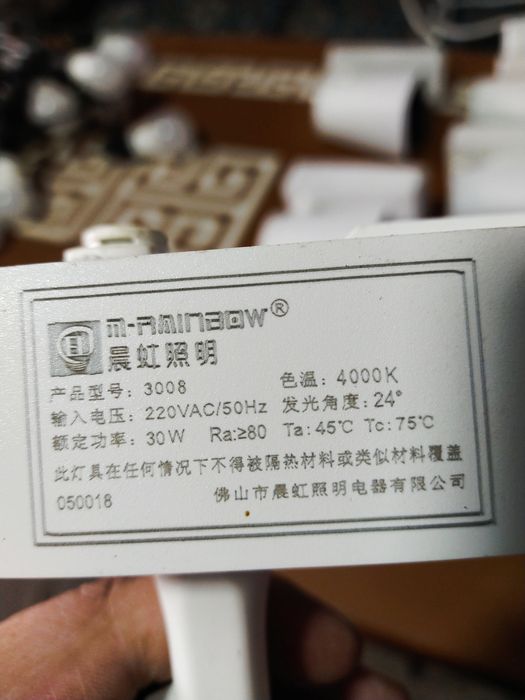 m-RAINBOW®
晨虹照明
产品型号：3008 色温：4000K
输入电压：220VAC/50Hz 发光角度：24°
额定功率：30W Ra:≥80 Ta:45℃ Tc:75℃
此灯具在任何情况下不得被隔热材料或类似材料覆盖
050018 佛山市晨虹照明电器有限公司